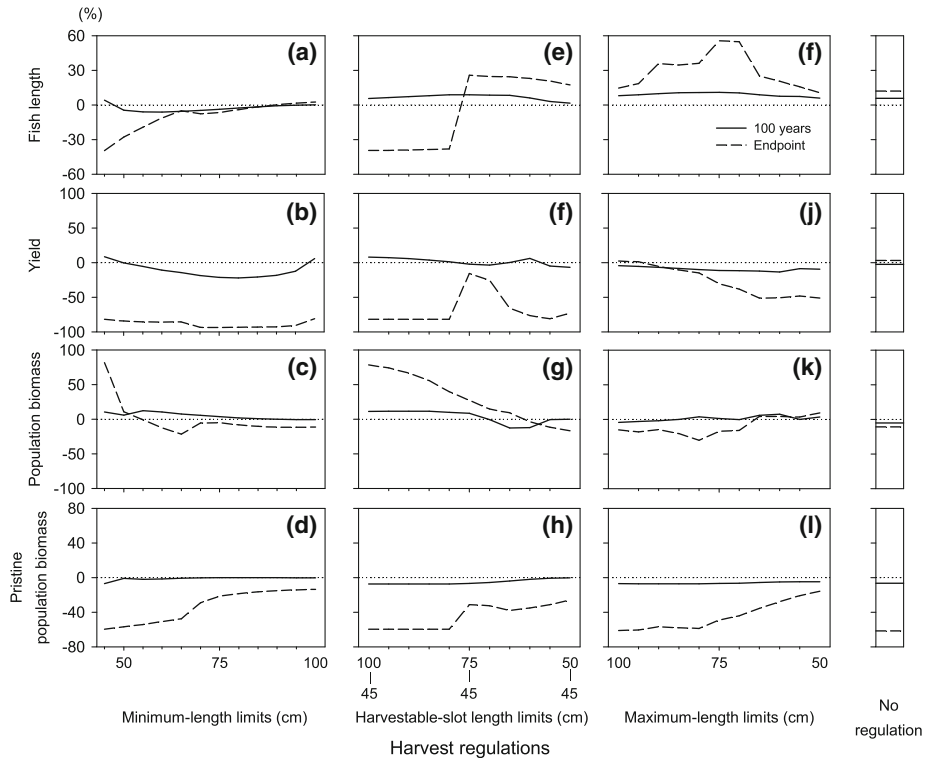 (%)
60
30
0
-30
-60
Fish length
(a)
(e)
(f)
100 years
Endpoint
100
50
0
-50
-100
Yield
(b)
(f)
(j)
100
50
0
-50
-100
Population biomass
(c)
(g)
(k)
80
40
0
-40
-80
Pristine
population biomass
(d)
(h)
(l)
50
75
100
100
75
50
45
45
45
100
75
50
Minimum-length limits (cm)
Harvestable-slot length limits (cm)
Maximum-length limits (cm)
No
regulation
Harvest regulations